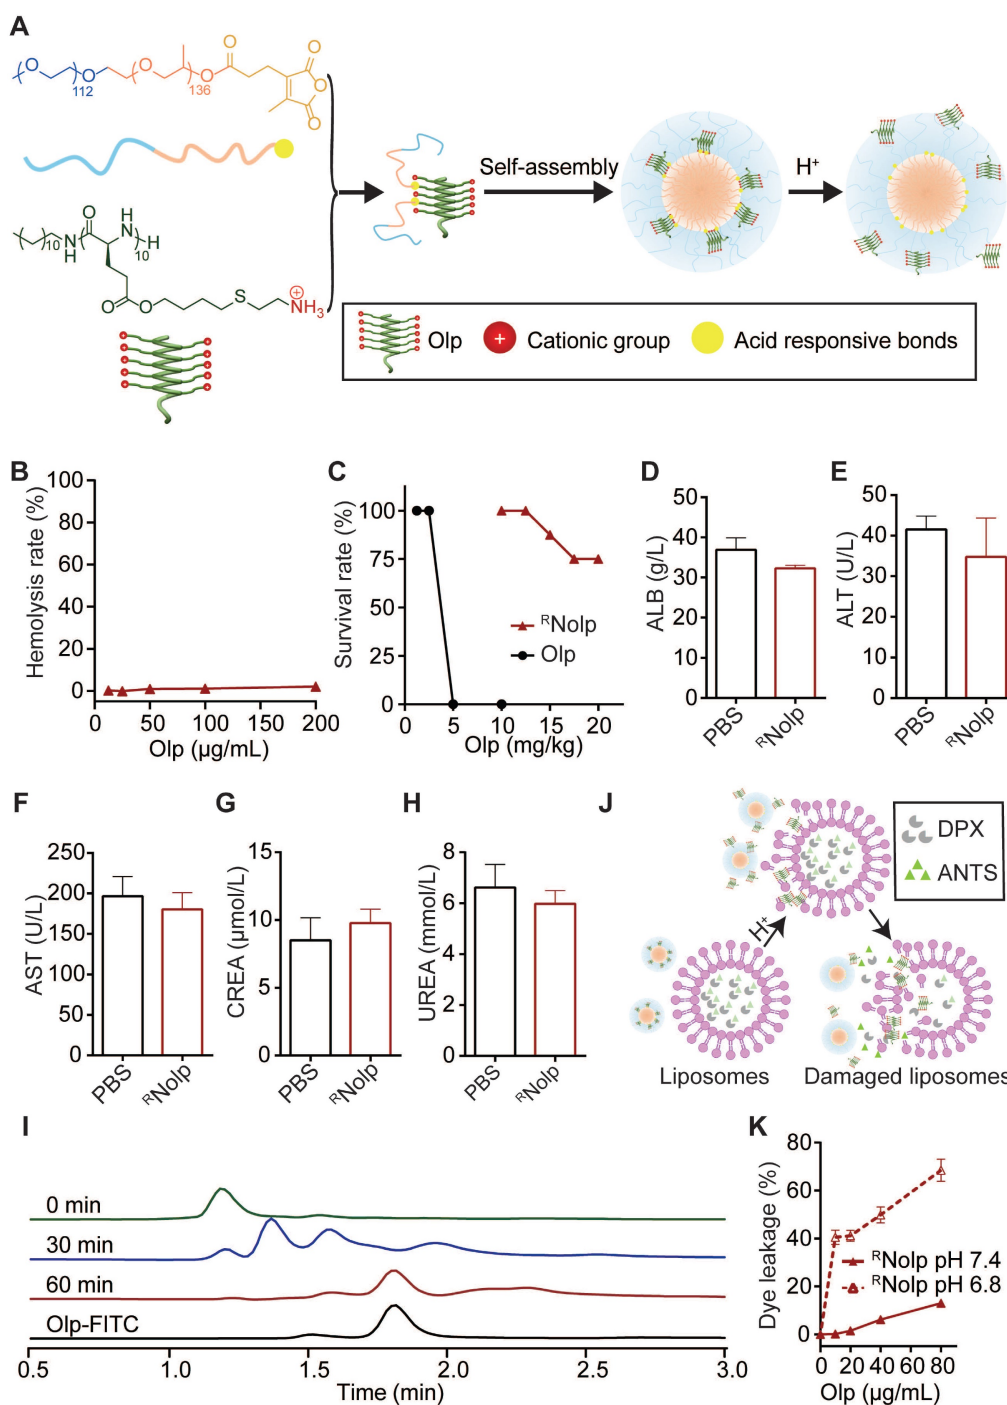 A
O
O
O
O
O
O
O
O
112
136
Self-assembly
H+
O
N
H
N
H
H
10
10
O
O
S
NH3
+
Olp
+
Cationic group
Acid responsive bonds
B
Hemolysis rate (%)
100
80
60
40
20
0
0
50
100
150
200
Olp (µg/mL)
C
Survival rate (%)
100
75
50
25
0
RNolp
Olp
0
5
10
15
20
Olp (mg/kg)
D
ALB (g/L)
50
40
30
20
10
0
PBS
RNolp
E
ALT (U/L)
50
40
30
20
10
0
PBS
RNolp
F
AST (U/L)
250
200
150
100
50
0
PBS
RNolp
G
CREA (µmol/L)
15
10
5
0
PBS
RNolp
H
UREA (mmol/L)
8
6
4
2
0
PBS
RNolp
J
DPX
ANTS
H+
Liposomes
Damaged liposomes
I
0 min
30 min
60 min
Olp-FITC
0.5
1.0
1.5
2.0
2.5
3.0
Time (min)
K
Dye leakage (%)
80
60
40
20
0
RNolp pH 7.4
RNolp pH 6.8
0
20
40
60
80
Olp (µg/mL)